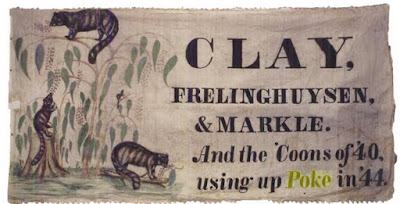 CLAY,
FRELINGHUYSEN,
& MARKLE.
And the 'Coons of '40,
using up Poke in '44.